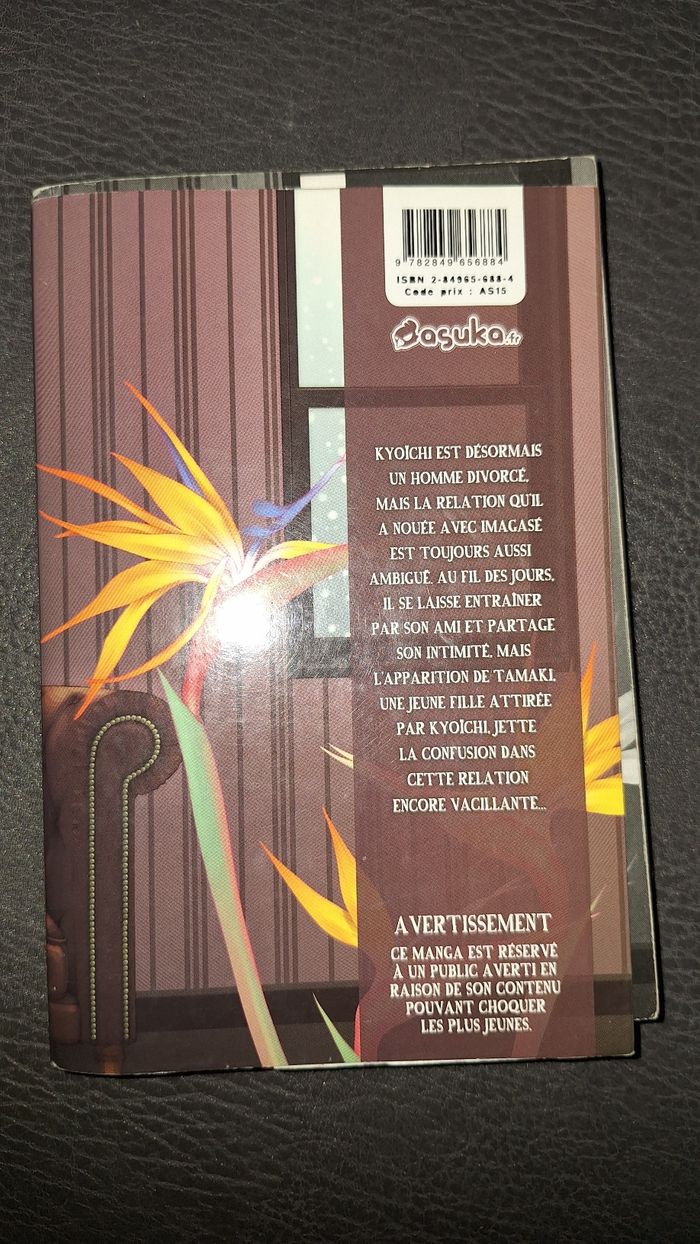 9 782849 656884
ISBN 2-84965-688-4
Code prix : AS15
asuka.fr
KYOÏCHI EST DÉSORMAIS
UN HOMME DIVORCÉ,
MAIS LA RELATION QU'IL
A NOUÉE AVEC IMAGASÉ
EST TOUJOURS AUSSI
AMBIGUË. AU FIL DES JOURS,
IL SE LAISSE ENTRAÎNER
PAR SON AMI ET PARTAGE
SON INTIMITÉ, MAIS
L'APPARITION DE TAMAKI,
UNE JEUNE FILLE ATTIRÉE
PAR KYOÏCHI, JETTE
LA CONFUSION DANS
CETTE RELATION
ENCORE VACILLANTE...
AVERTISSEMENT
CE MANGA EST RÉSERVÉ
À UN PUBLIC AVERTI EN
RAISON DE SON CONTENU
POUVANT CHOQUER
LES PLUS JEUNES.